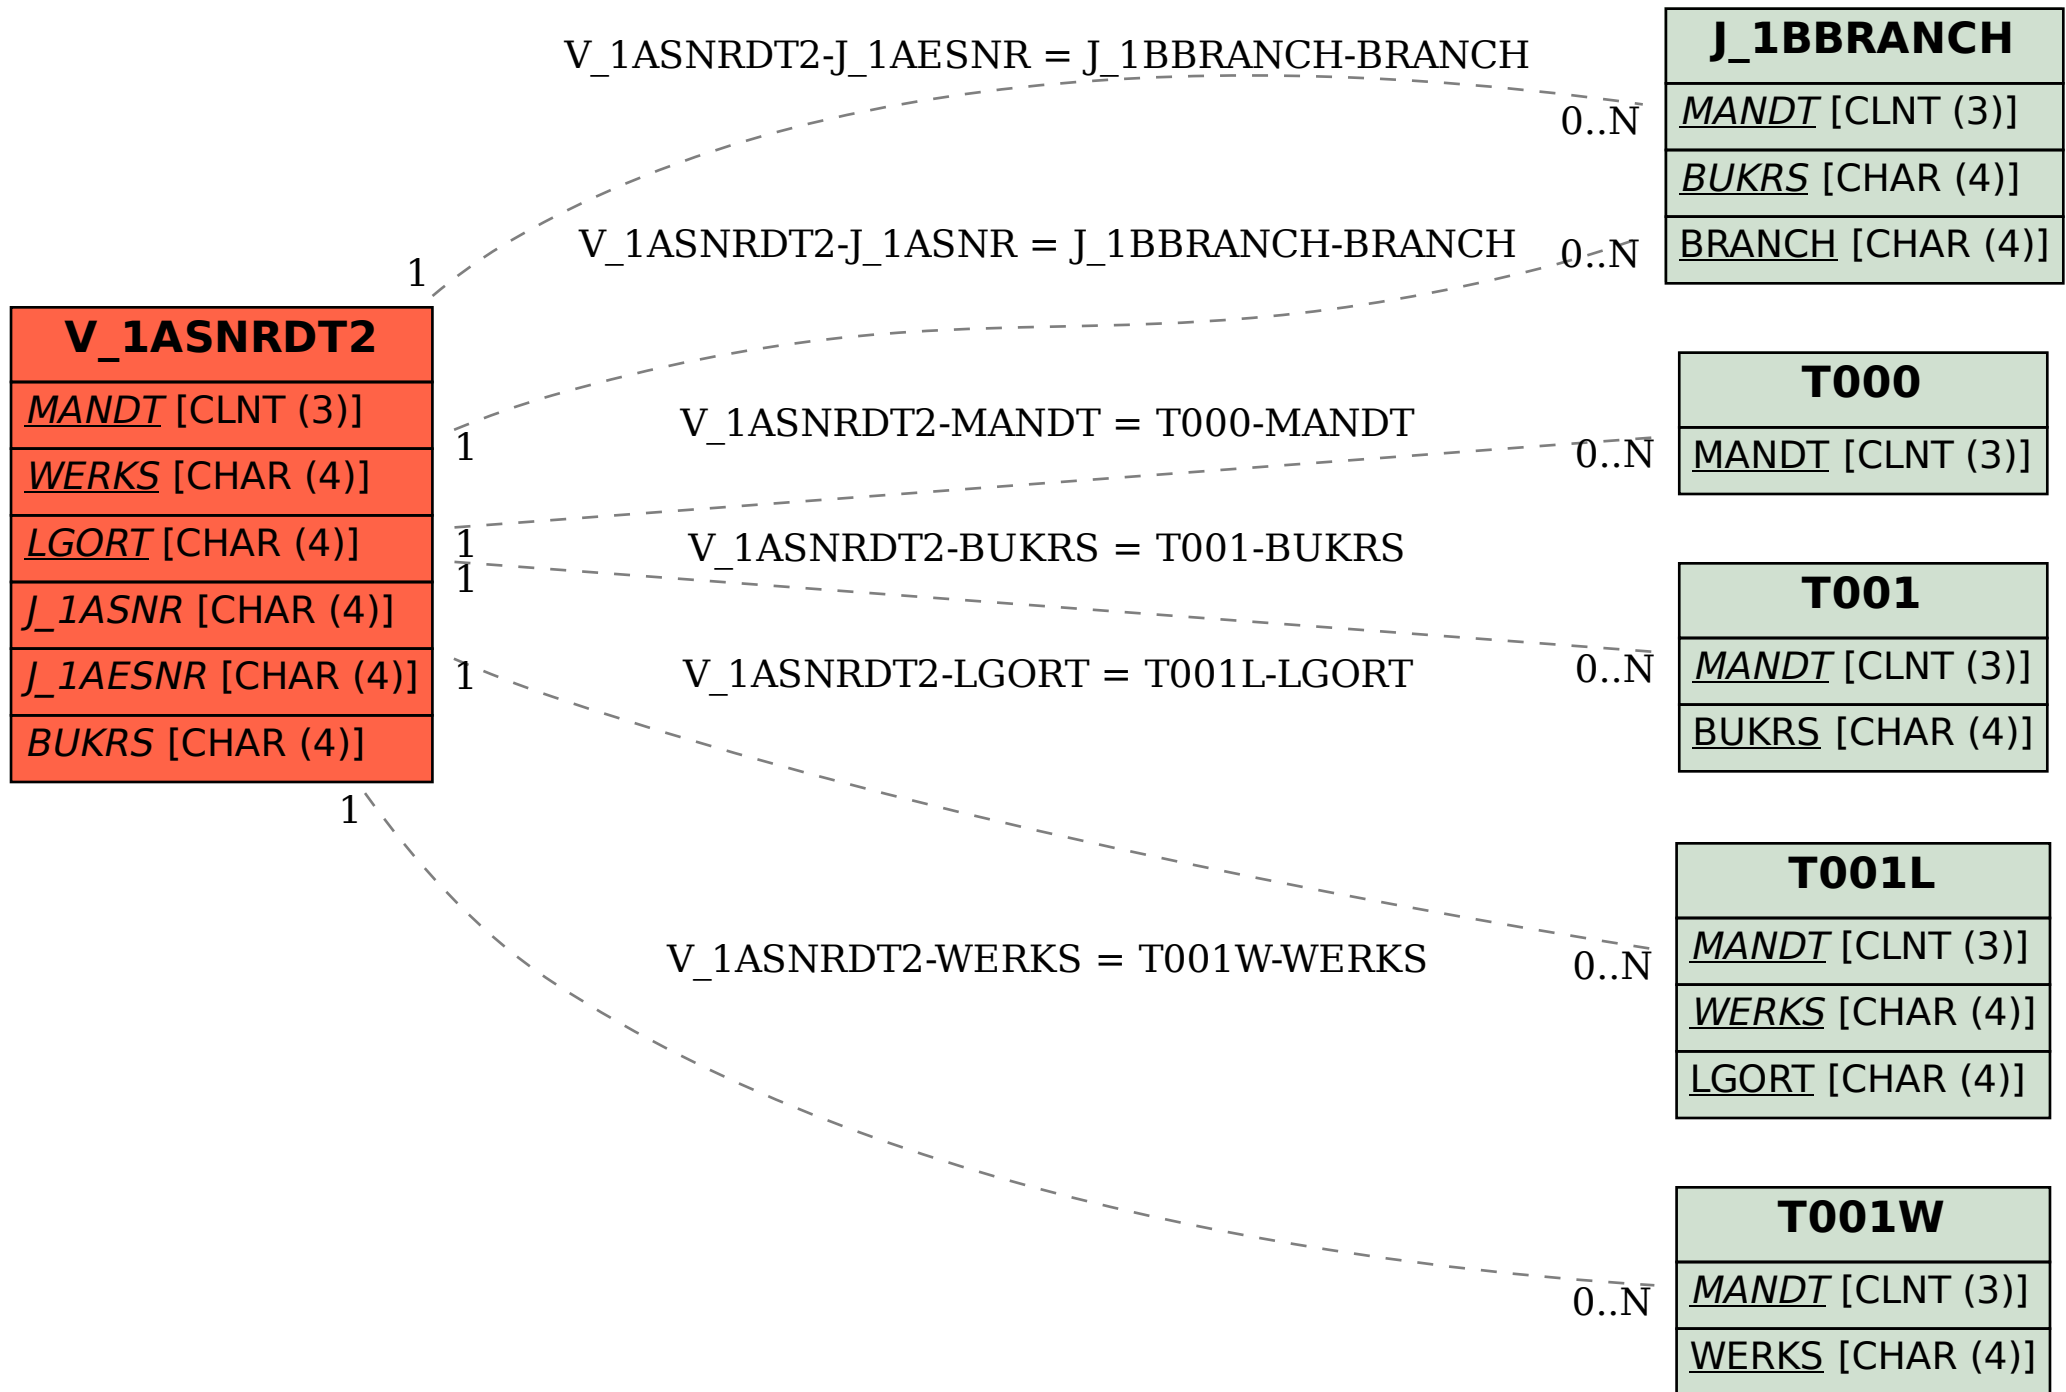 V_1ASNRDT2
MANDT [CLNT (3)]
WERKS [CHAR (4)]
LGORT [CHAR (4)]
J_1ASNR [CHAR (4)]
J_1AESNR [CHAR (4)]
BUKRS [CHAR (4)]
V_1ASNRDT2-J_1AESNR = J_1BBRANCH-BRANCH
1
0..N
V_1ASNRDT2-J_1ASNR = J_1BBRANCH-BRANCH
1
0..N
V_1ASNRDT2-MANDT = T000-MANDT
1
0..N
V_1ASNRDT2-BUKRS = T001-BUKRS
1
0..N
V_1ASNRDT2-LGORT = T001L-LGORT
1
0..N
V_1ASNRDT2-WERKS = T001W-WERKS
1
0..N
J_1BBRANCH
MANDT [CLNT (3)]
BUKRS [CHAR (4)]
BRANCH [CHAR (4)]
T000
MANDT [CLNT (3)]
T001
MANDT [CLNT (3)]
BUKRS [CHAR (4)]
T001L
MANDT [CLNT (3)]
WERKS [CHAR (4)]
LGORT [CHAR (4)]
T001W
MANDT [CLNT (3)]
WERKS [CHAR (4)]